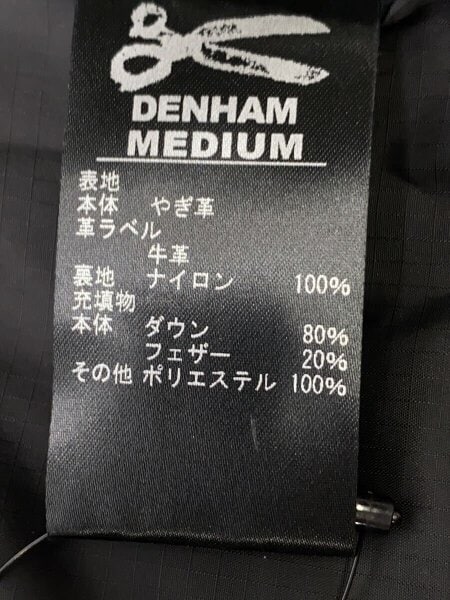 DENHAM
MEDIUM
表地
本体 やぎ革
革ラベル
牛革
裏地 ナイロン 100%
充填物
本体 ダウン 80%
フェザー 20%
その他 ポリエステル 100%